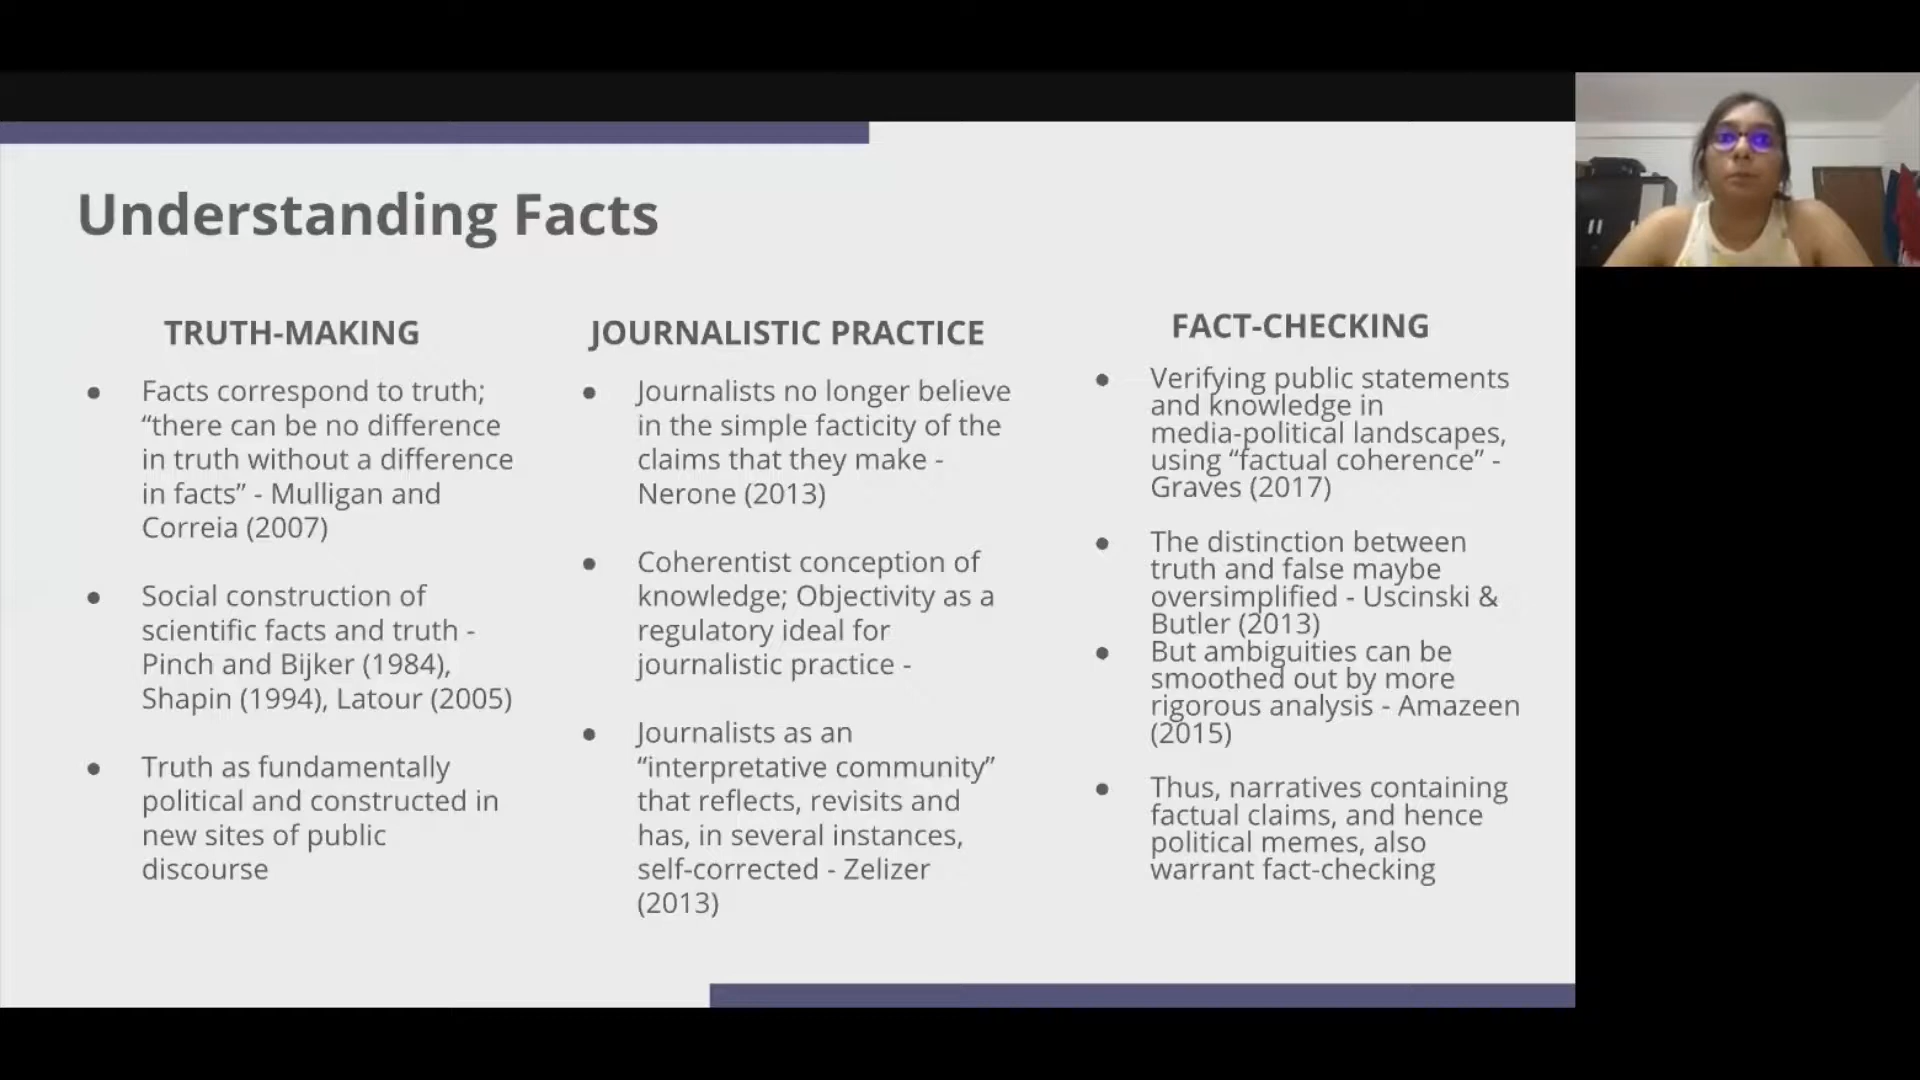 Understanding Facts
TRUTH-MAKING
● Facts correspond to truth;
“there can be no difference
in truth without a difference
in facts” - Mulligan and
Correia (2007)
● Social construction of
scientific facts and truth -
Pinch and Bijker (1984),
Shapin (1994), Latour (2005)
● Truth as fundamentally
political and constructed in
new sites of public
discourse
JOURNALISTIC PRACTICE
● Journalists no longer believe
in the simple facticity of the
claims that they make -
Nerone (2013)
● Coherentist conception of
knowledge; Objectivity as a
regulatory ideal for
journalistic practice -
● Journalists as an
“interpretative community”
that reflects, revisits and
has, in several instances,
self-corrected - Zelizer
(2013)
FACT-CHECKING
● Verifying public statements
and knowledge in
media-political landscapes,
using “factual coherence” -
Graves (2017)
● The distinction between
truth and false maybe
oversimplified - Uscinski &
Butler (2013)
● But ambiguities can be
smoothed out by more
rigorous analysis - Amazeen
(2015)
● Thus, narratives containing
factual claims, and hence
political memes, also
warrant fact-checking